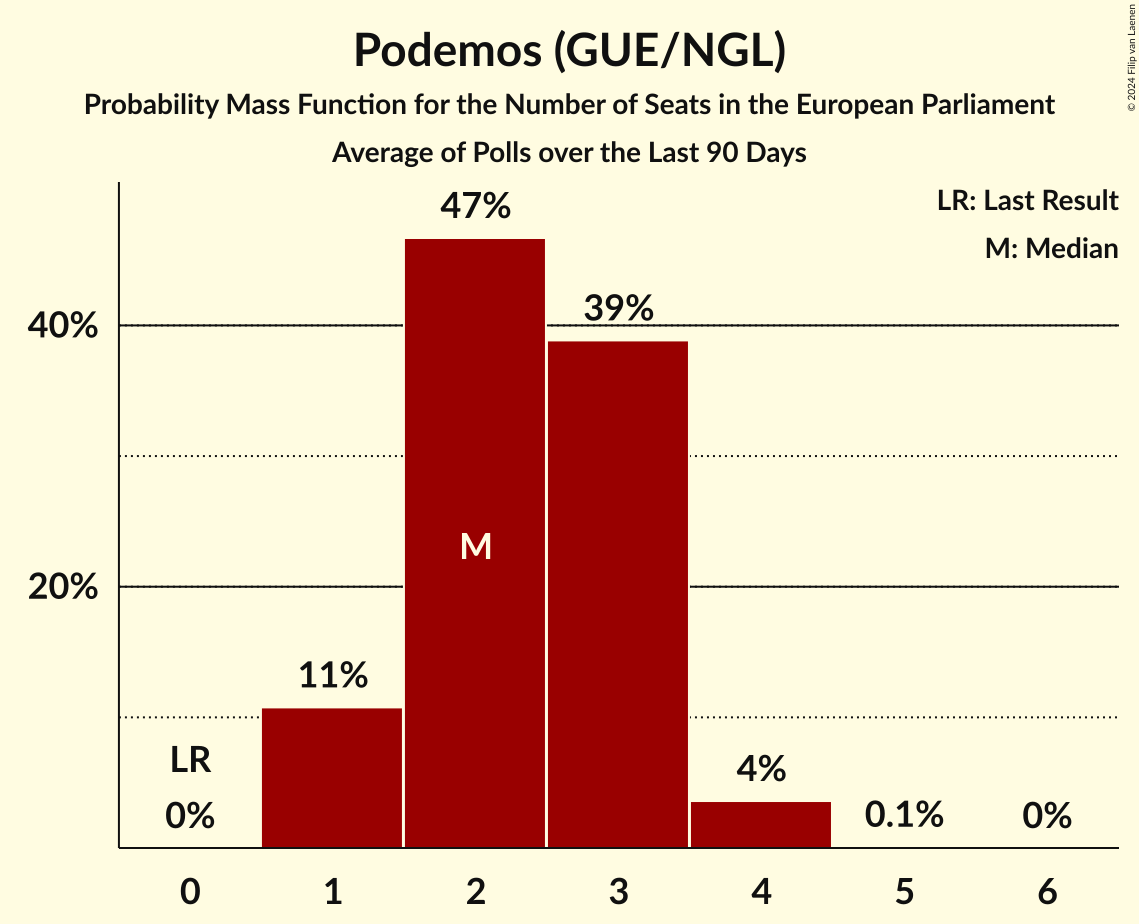 Podemos (GUE/NGL)
Probability Mass Function for the Number of Seats in the European Parliament
Average of Polls over the Last 90 Days
© 2024 Filip van Laenen
LR: Last Result
M: Median
47%
39%
40%
M
20%
11%
LR
4%
0%
0.1%
0%
0 1 2 3 4 5 6